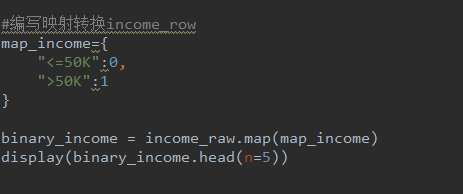 #编写映射转换income_row
map_income={
    "<=50K":0,
    ">50K":1
}
binary_income = income_raw.map(map_income)
display(binary_income.head(n=5))